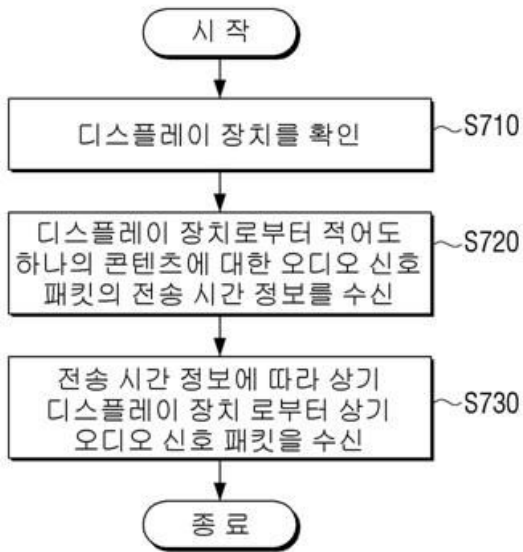 시 작
디스플레이 장치를 확인
S710
디스플레이 장치로부터 적어도
하나의 콘텐츠에 대한 오디오 신호
패킷의 전송 시간 정보를 수신
S720
전송 시간 정보에 따라 상기
디스플레이 장치 로부터 상기
오디오 신호 패킷을 수신
S730
종 료